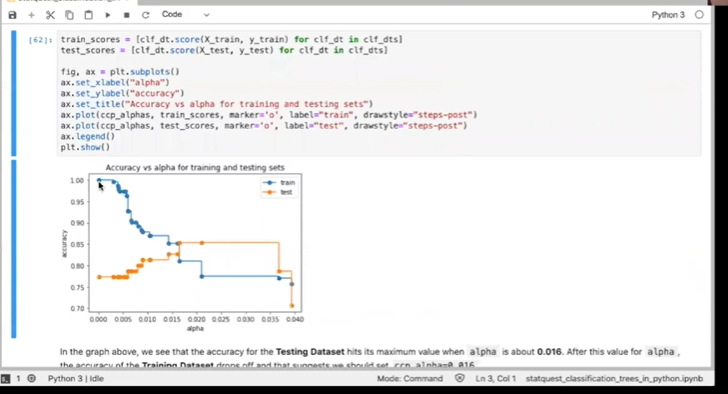 Code
Python 3
[62]: train_scores = [clf_dt.score(X_train, y_train) for clf_dt in clf_dts]
test_scores = [clf_dt.score(X_test, y_test) for clf_dt in clf_dts]
fig, ax = plt.subplots()
ax.set_xlabel("alpha")
ax.set_ylabel("accuracy")
ax.set_title("Accuracy vs alpha for training and testing sets")
ax.plot(ccp_alphas, train_scores, marker='o', label="train", drawstyle="steps-post")
ax.plot(ccp_alphas, test_scores, marker='o', label="test", drawstyle="steps-post")
ax.legend()
plt.show()
Accuracy vs alpha for training and testing sets
train
test
1.00
0.95
0.90
0.85
0.80
0.75
0.70
accuracy
0.000 0.005 0.010 0.015 0.020 0.025 0.030 0.035 0.040
alpha
In the graph above, we see that the accuracy for the Testing Dataset hits its maximum value when alpha is about 0.016. After this value for alpha,
the accuracy of the Training Dataset drops off and that suggests we should set ccp_alpha=0.016
1 Python 3 | Idle Mode: Command Ln 3, Col 1 statquest_classification_trees_in_python.ipynb